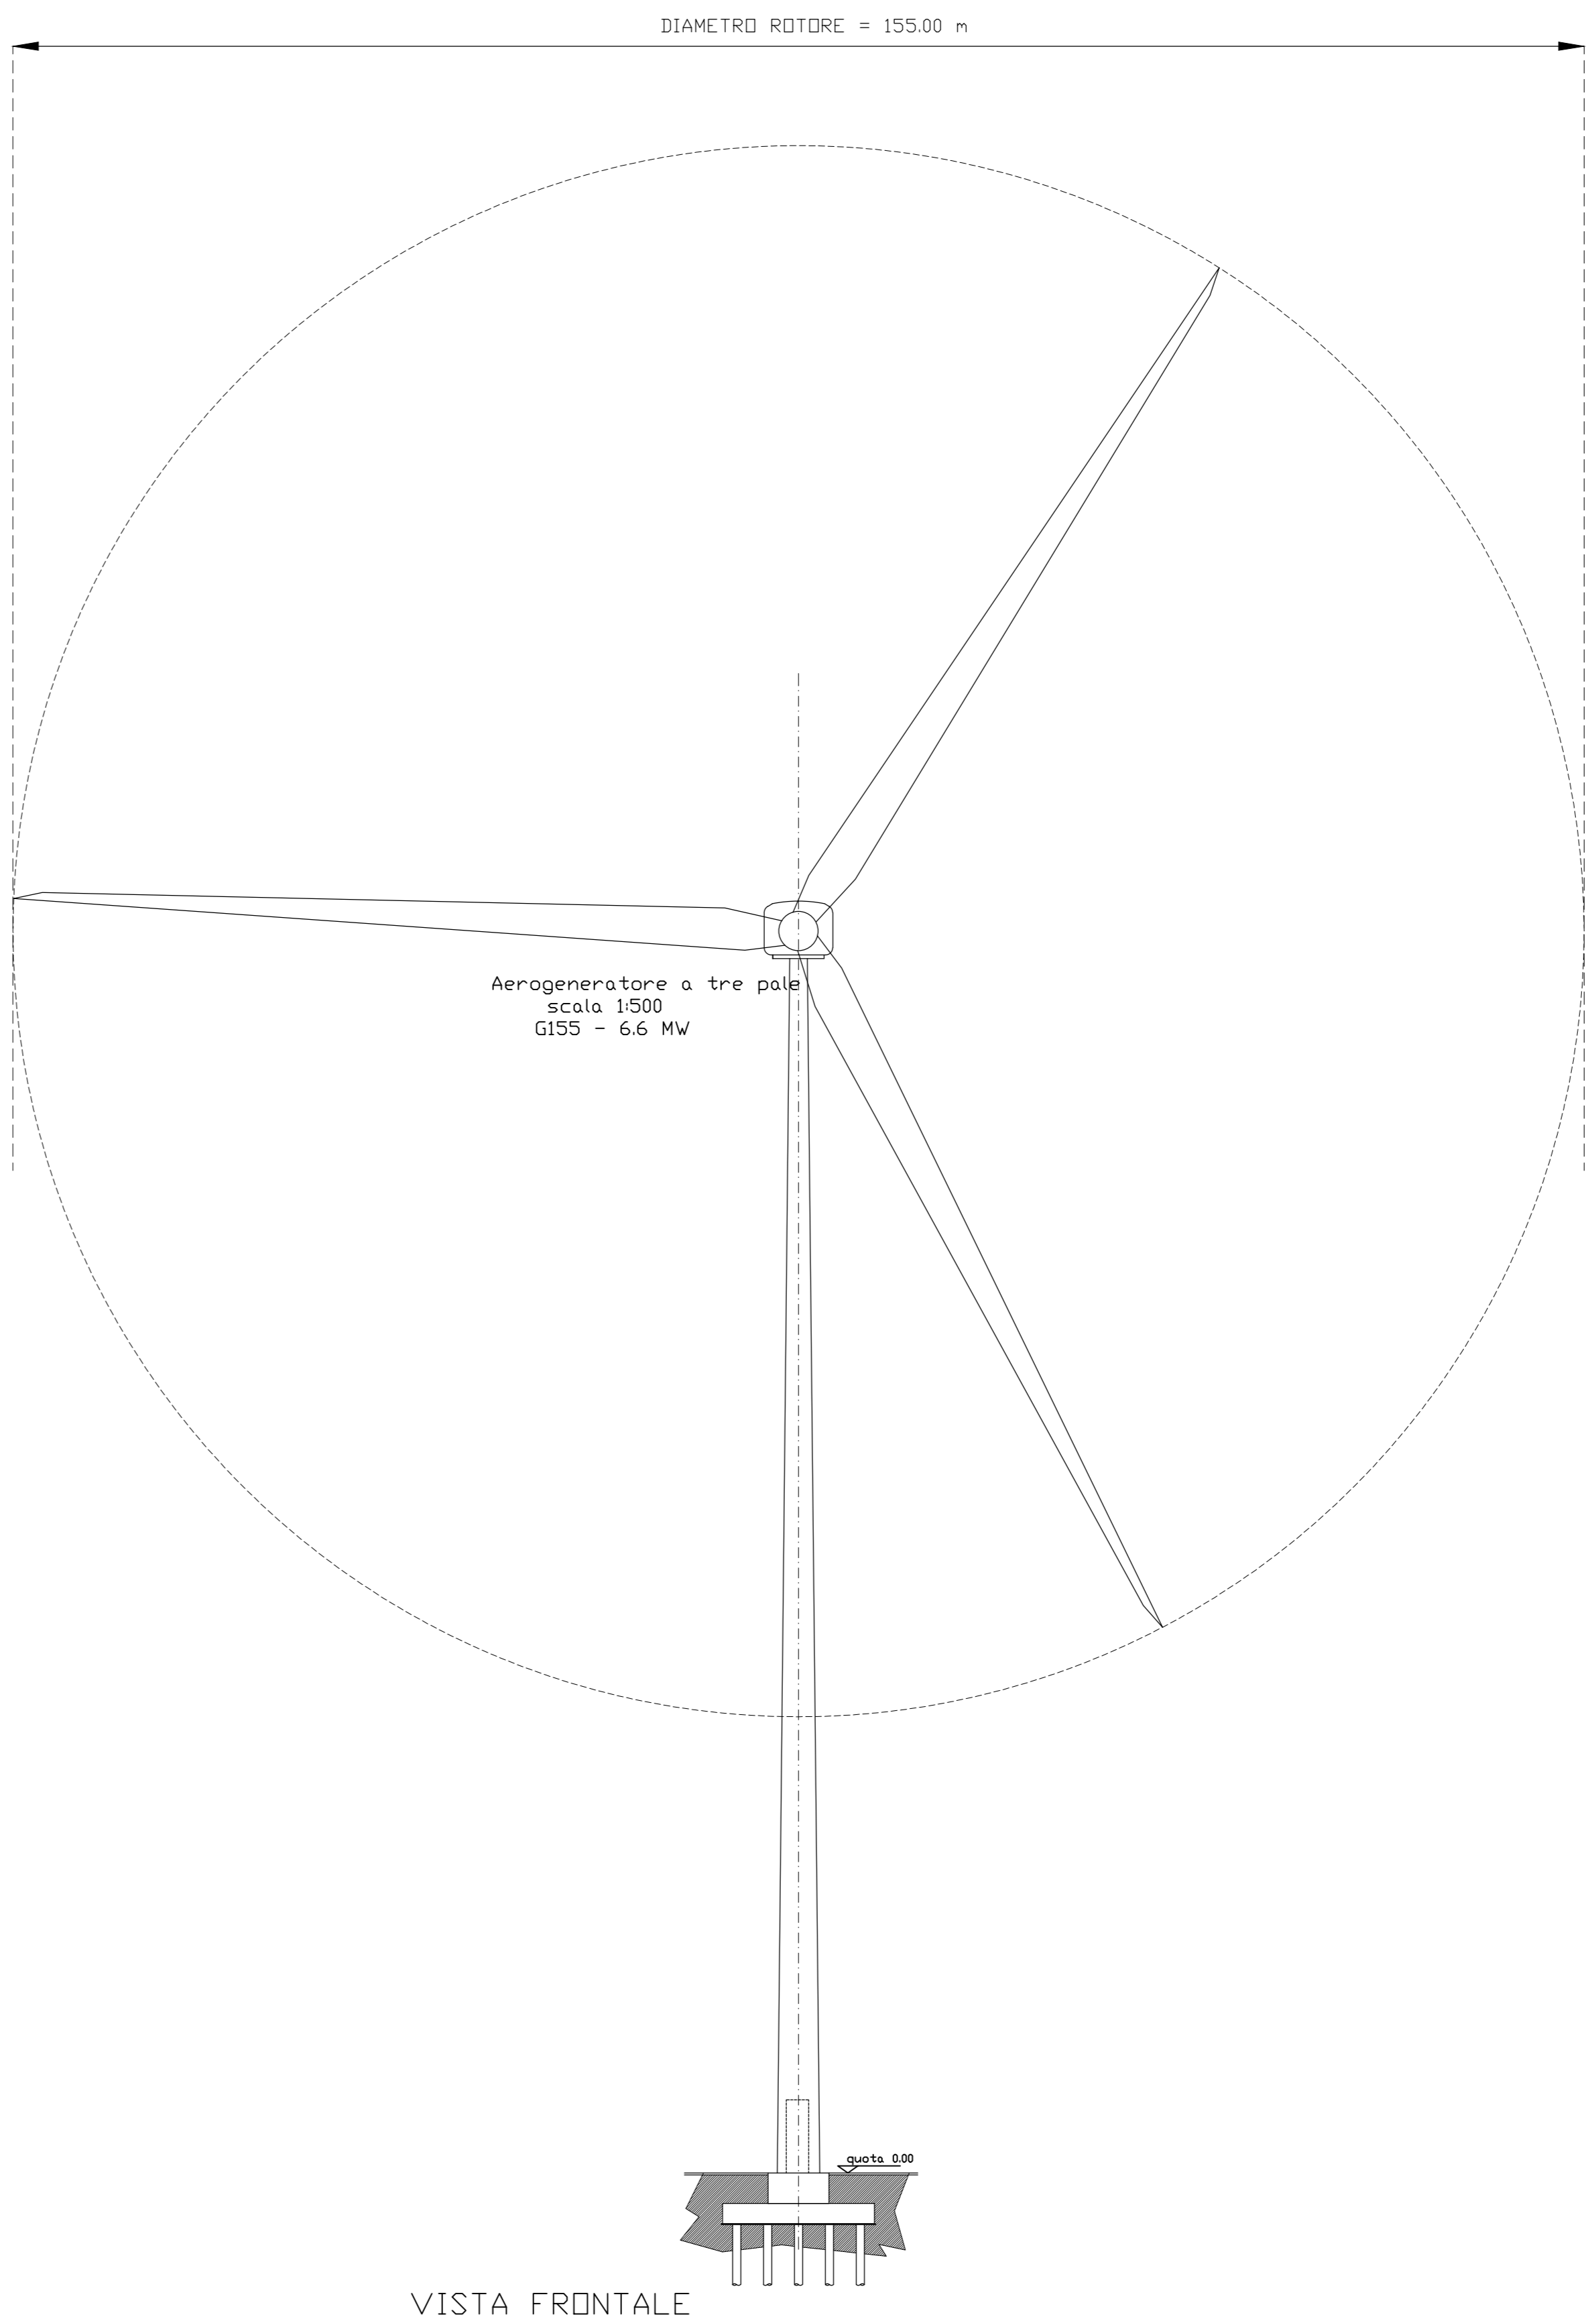 DIAMETRO ROTORE = 155.00 m
Aerogeneratore a tre pale
scala 1:500
G155 - 6.6 MW
quota 0.00
VISTA FRONTALE